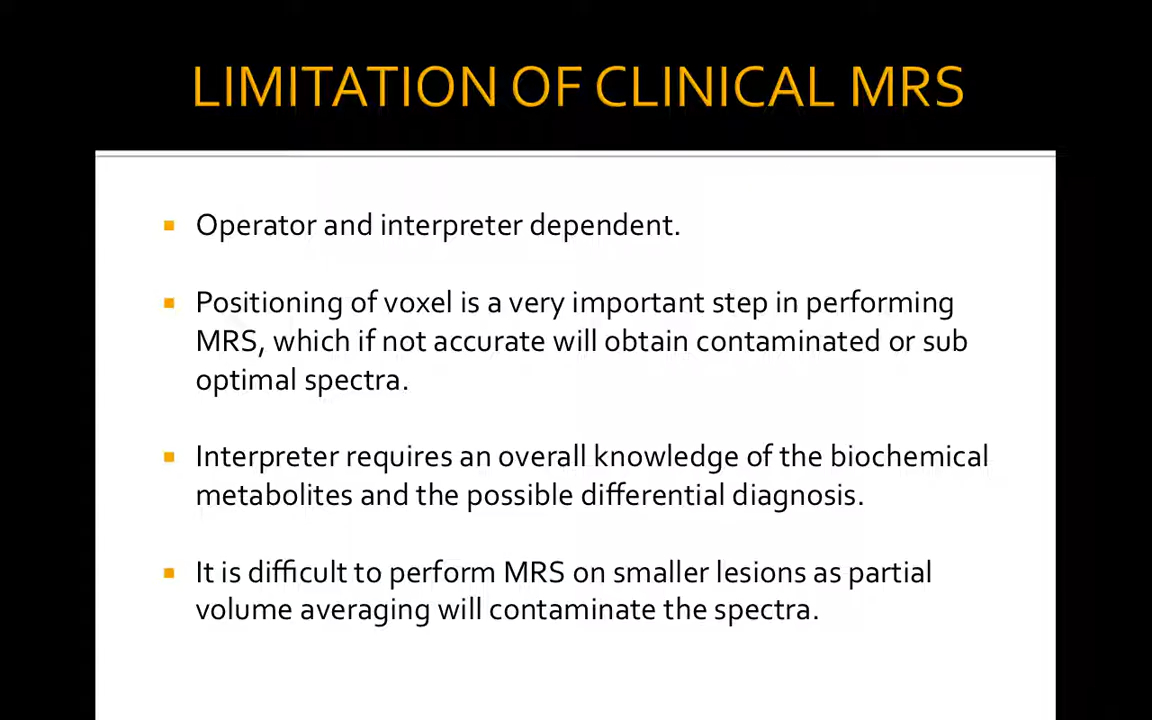 LIMITATION OF CLINICAL MRS
Operator and interpreter dependent.
Positioning of voxel is a very important step in performing
MRS, which if not accurate will obtain contaminated or sub
optimal spectra.
Interpreter requires an overall knowledge of the biochemical
metabolites and the possible differential diagnosis.
It is difficult to perform MRS on smaller lesions as partial
volume averaging will contaminate the spectra.